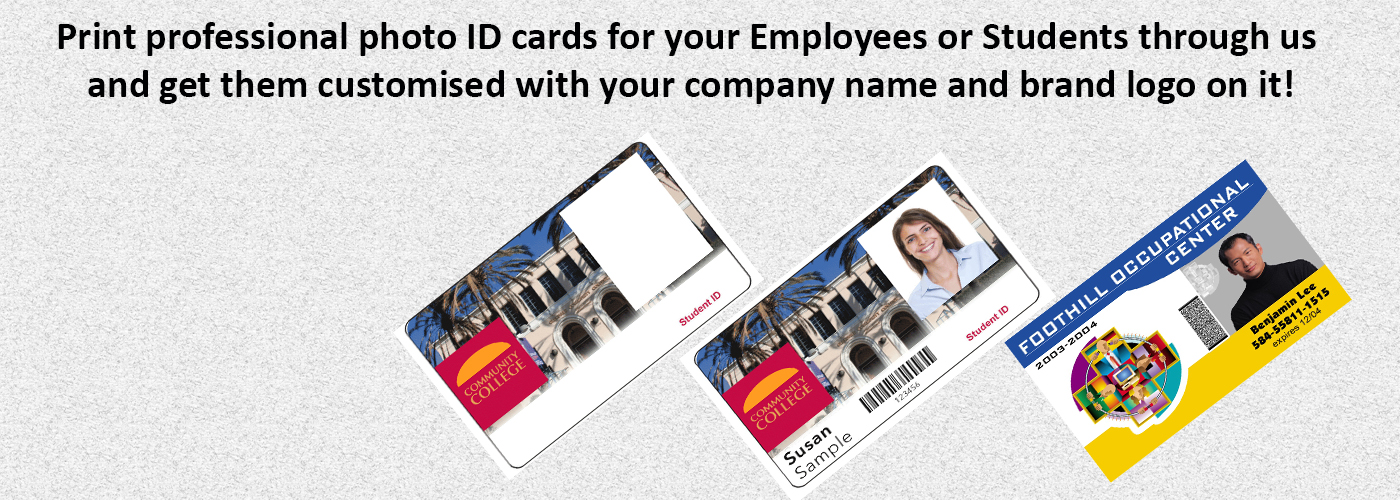 Print professional photo ID cards for your Employees or Students through us
and get them customised with your company name and brand logo on it!
Student ID
COMMUNITY
COLLEGE
Student ID
COMMUNITY
COLLEGE
123456
Susan
Sample
FOOTHILL OCCUPATIONAL
CENTER
2003-2004
Benjamin Lee
584-55811-1515
expires 12/04